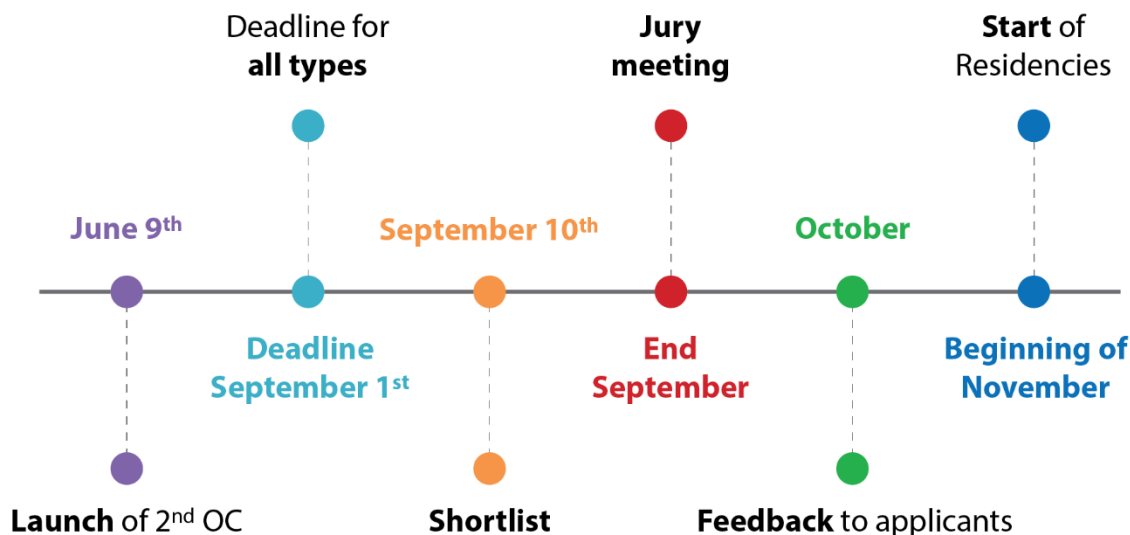 Deadline for
all types
Jury
meeting
Start of
Residencies
June 9th
September 10th
October
Deadline
September 1st
End
September
Beginning of
November
Launch of 2nd OC
Shortlist
Feedback to applicants